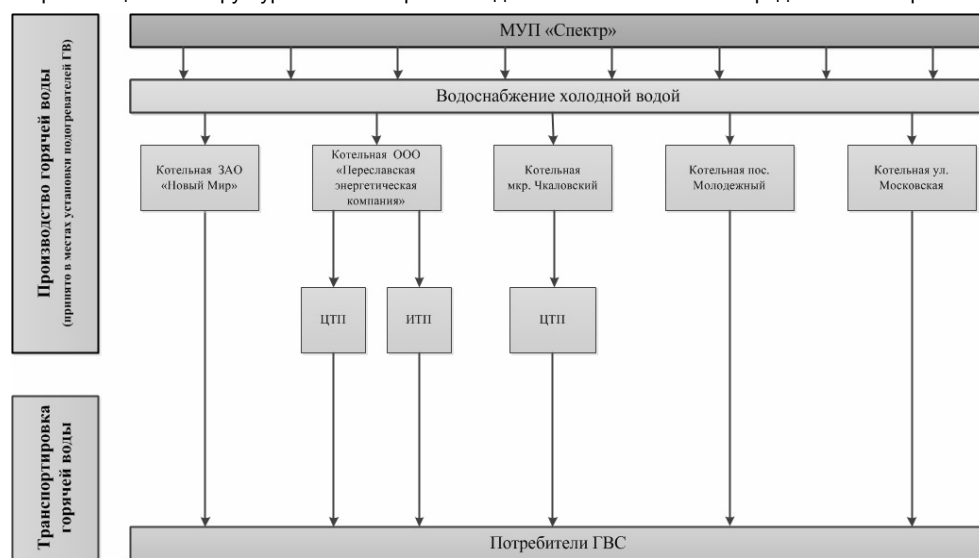 МУП «Спектр»
Водоснабжение холодной водой
Производство горячей воды
(принято в местах установки подогревателей ГВ)
Котельная ЗАО
«Новый Мир»
Котельная ООО
«Переславская
энергетическая
компания»
Котельная
мкр. Чкаловский
Котельная пос.
Молодежный
Котельная ул.
Московская
ЦТП
ИТП
ЦТП
Транспортировка
горячей воды
Потребители ГВС